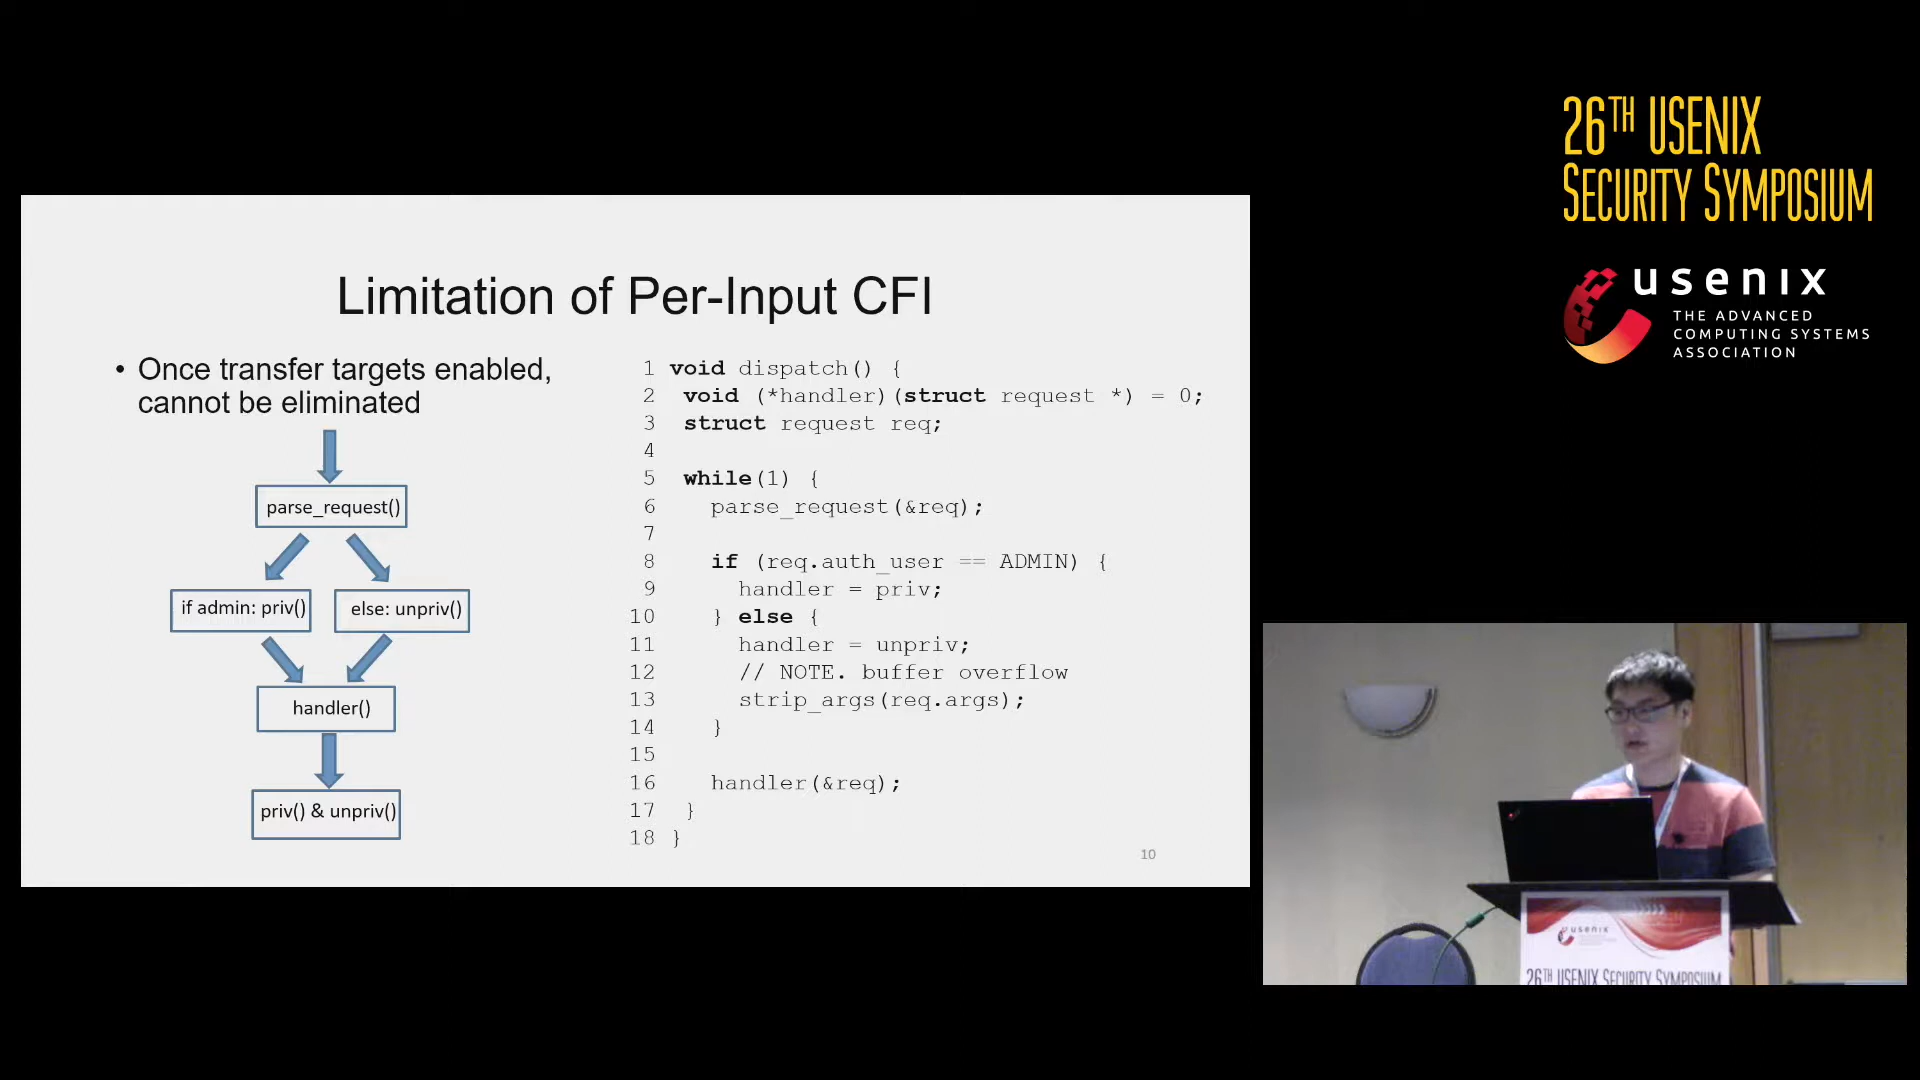 26TH USENIX
SECURITY SYMPOSIUM
usenix
THE ADVANCED
COMPUTING SYSTEMS
ASSOCIATION
Limitation of Per-Input CFI
• Once transfer targets enabled,
cannot be eliminated
parse_request()
if admin: priv()
else: unpriv()
handler()
priv() & unpriv()
1 void dispatch() {
2 void (*handler)(struct request *) = 0;
3 struct request req;
4
5 while(1) {
6 parse_request(&req);
7
8 if (req.auth_user == ADMIN) {
9 handler = priv;
10 } else {
11 handler = unpriv;
12 // NOTE. buffer overflow
13 strip_args(req.args);
14 }
15
16 handler(&req);
17 }
18 }
10
usenix
26TH USENIX SECURITY SYMPOSIUM